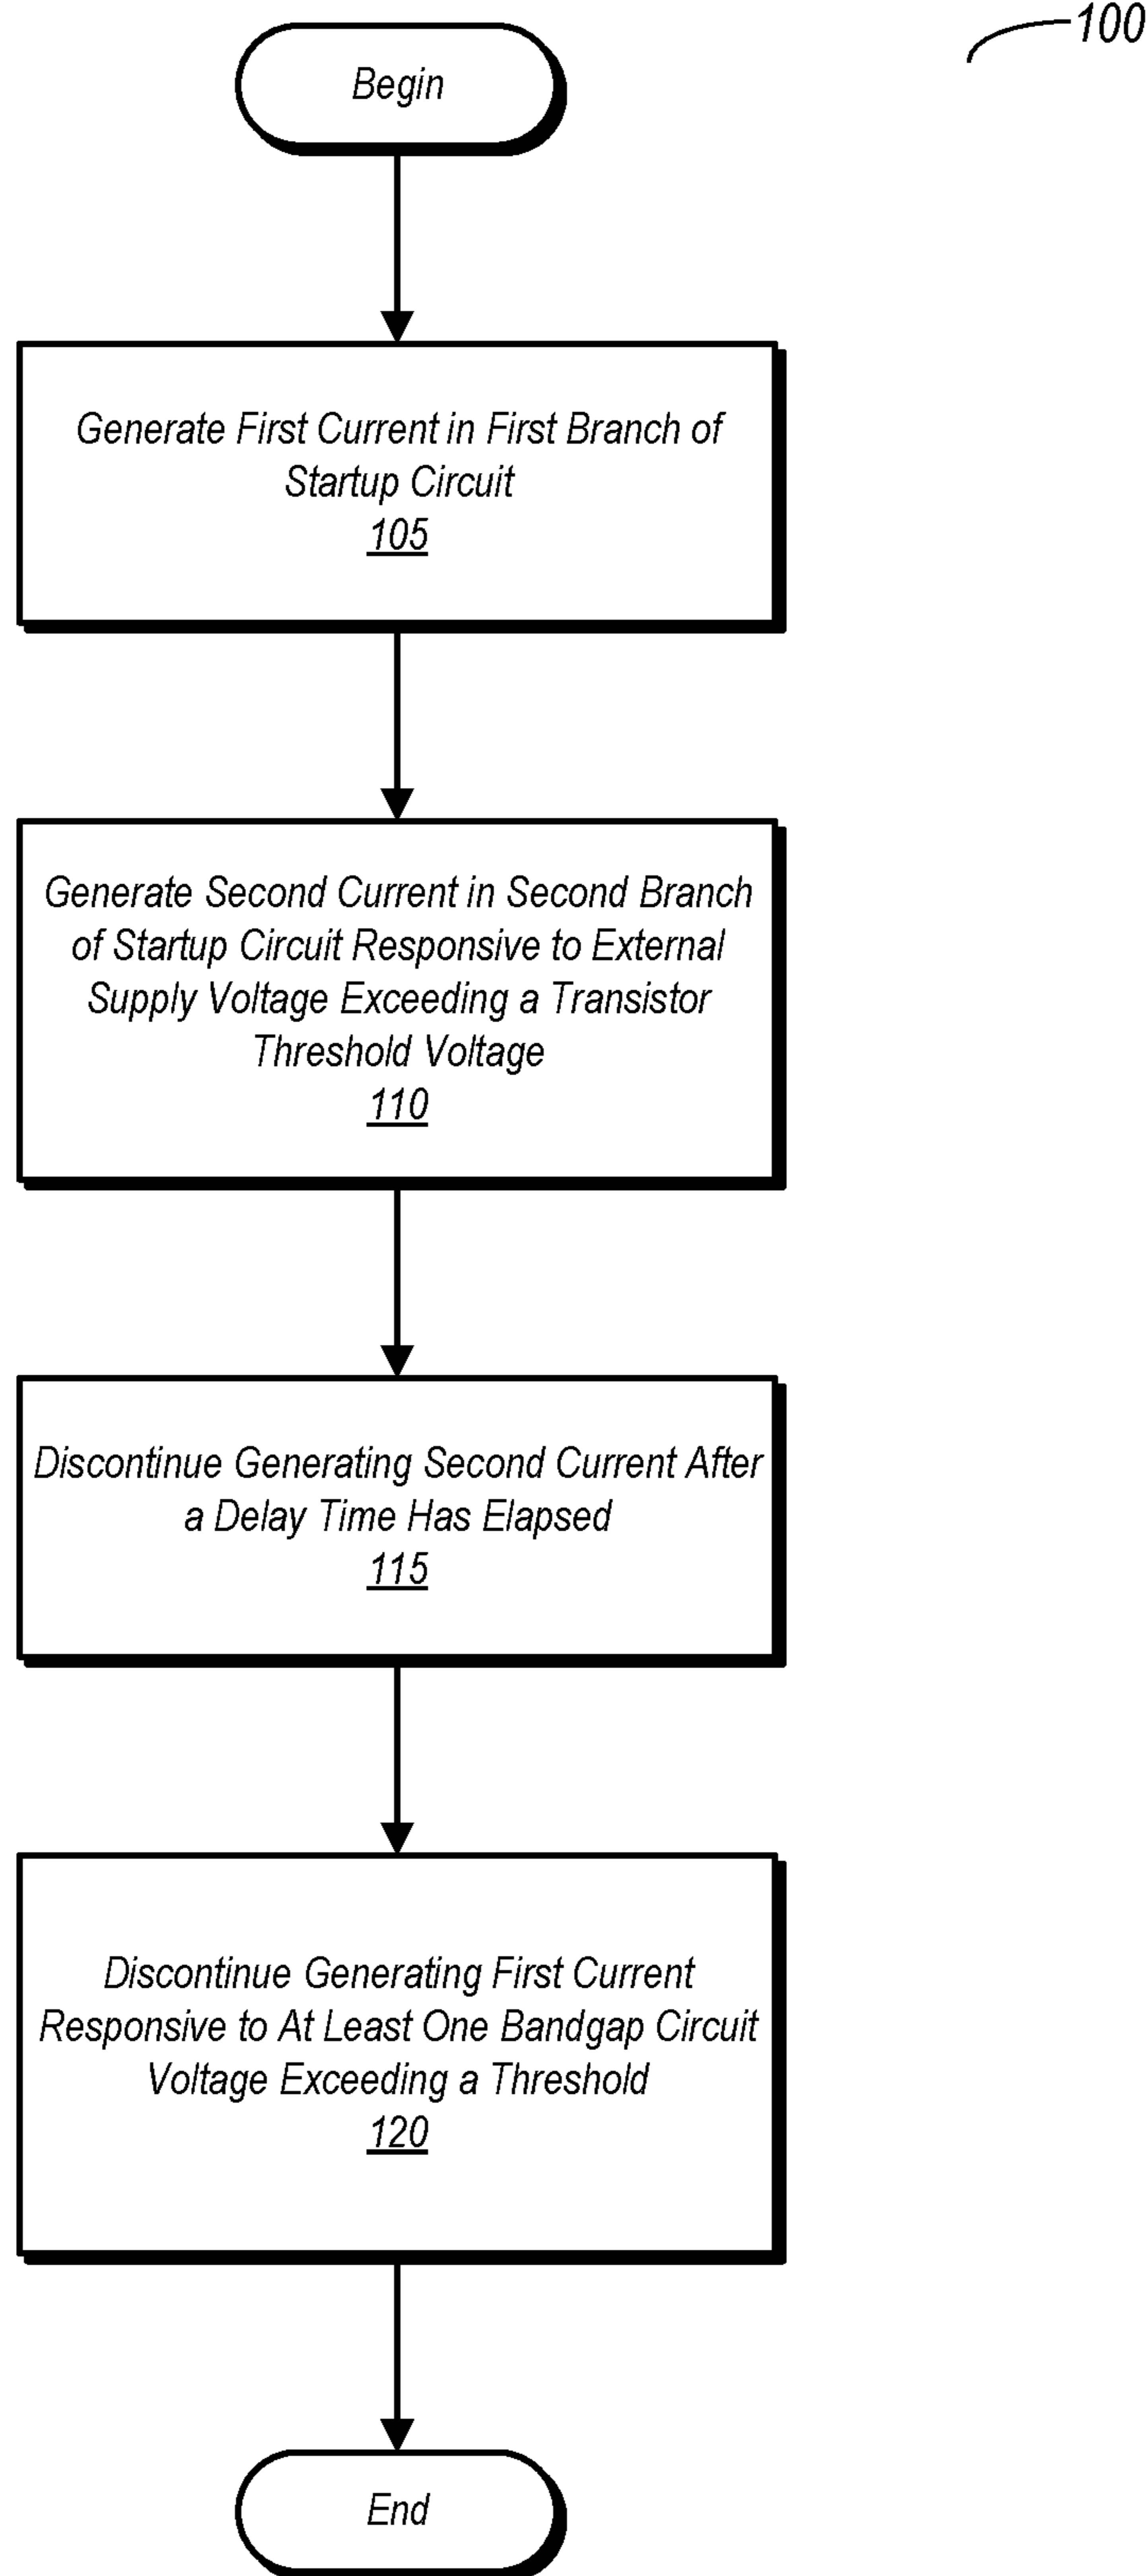 100
Begin
Generate First Current in First Branch of
Startup Circuit
105
Generate Second Current in Second Branch
of Startup Circuit Responsive to External
Supply Voltage Exceeding a Transistor
Threshold Voltage
110
Discontinue Generating Second Current After
a Delay Time Has Elapsed
115
Discontinue Generating First Current
Responsive to At Least One Bandgap Circuit
Voltage Exceeding a Threshold
120
End